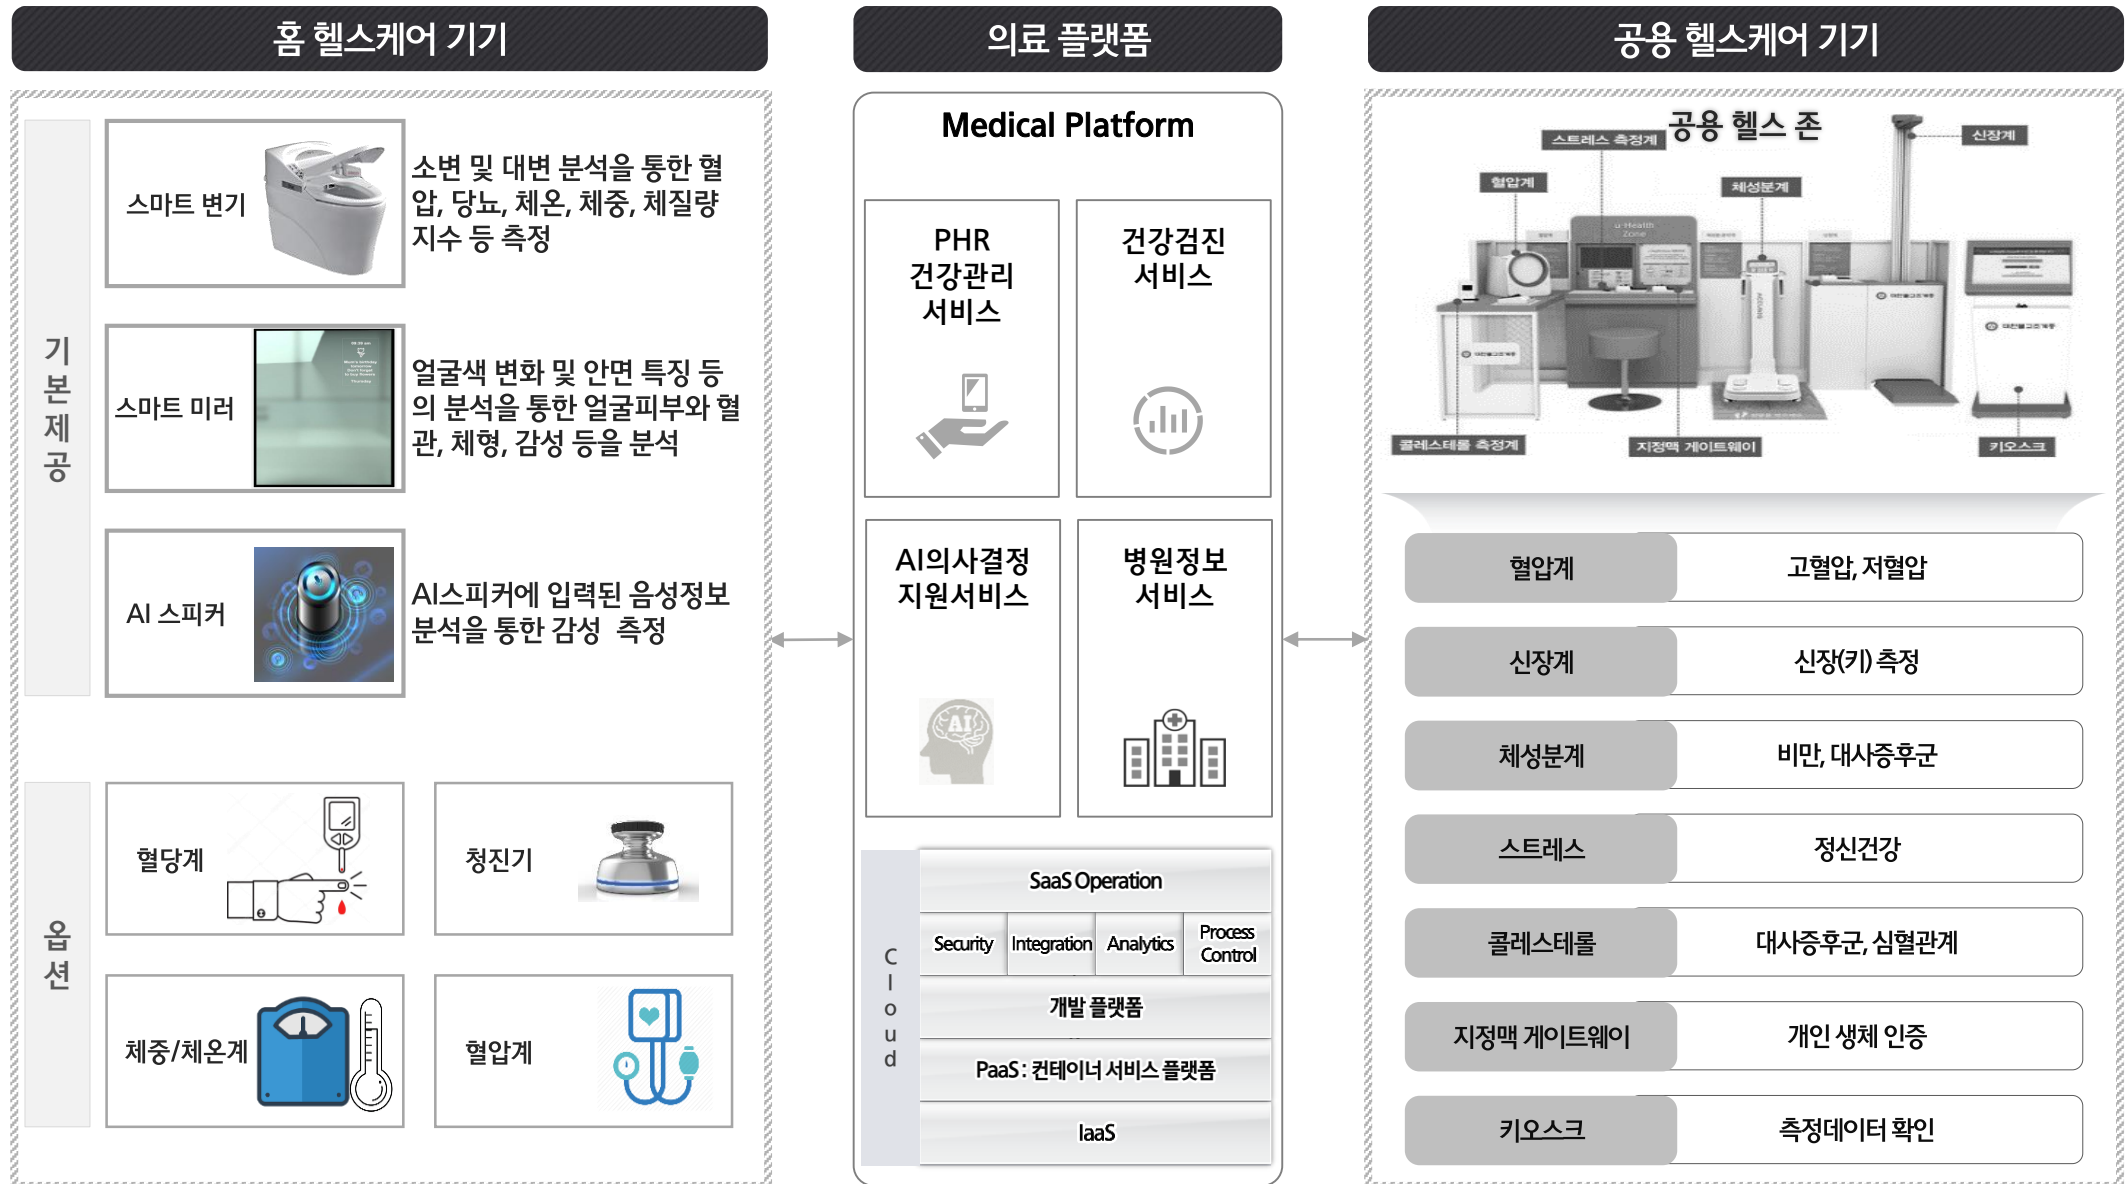 홈 헬스케어 기기
의료 플랫폼
공용 헬스케어 기기
기
본
제
공
스마트 변기
소변 및 대변 분석을 통한 혈
압, 당뇨, 체온, 체중, 체질량
지수 등 측정
스마트 미러
얼굴색 변화 및 안면 특징 등
의 분석을 통한 얼굴피부와 혈
관, 체형, 감성 등을 분석
AI 스피커
AI스피커에 입력된 음성정보
분석을 통한 감성 측정
옵
션
혈당계
청진기
체중/체온계
혈압계
Medical Platform
PHR
건강관리
서비스
건강검진
서비스
AI의사결정
지원서비스
AI
병원정보
서비스
C
l
o
u
d
SaaS Operation
Security
Integration
Analytics
Process
Control
개발 플랫폼
PaaS : 컨테이너 서비스 플랫폼
IaaS
공용 헬스 존
스트레스 측정계
신장계
혈압계
체성분계
u-Health
Zone
콜레스테롤 측정계
지정맥 게이트웨이
키오스크
혈압계
고혈압, 저혈압
신장계
신장(키) 측정
체성분계
비만, 대사증후군
스트레스
정신건강
콜레스테롤
대사증후군, 심혈관계
지정맥 게이트웨이
개인 생체 인증
키오스크
측정데이터 확인